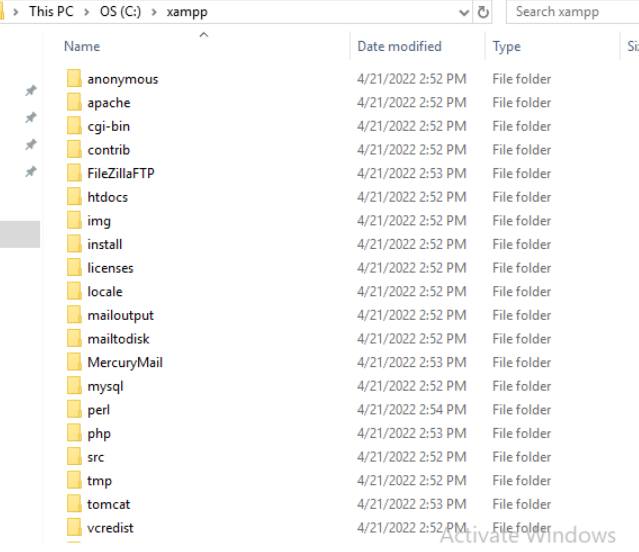 This PC > OS (C:) > xampp Search xampp
Name Date modified Type
anonymous 4/21/2022 2:52 PM File folder
apache 4/21/2022 2:52 PM File folder
cgi-bin 4/21/2022 2:52 PM File folder
contrib 4/21/2022 2:52 PM File folder
FileZillaFTP 4/21/2022 2:53 PM File folder
htdocs 4/21/2022 2:52 PM File folder
img 4/21/2022 2:52 PM File folder
install 4/21/2022 2:52 PM File folder
licenses 4/21/2022 2:52 PM File folder
locale 4/21/2022 2:52 PM File folder
mailoutput 4/21/2022 2:52 PM File folder
mailtodisk 4/21/2022 2:52 PM File folder
MercuryMail 4/21/2022 2:53 PM File folder
mysql 4/21/2022 2:52 PM File folder
perl 4/21/2022 2:54 PM File folder
php 4/21/2022 2:53 PM File folder
src 4/21/2022 2:52 PM File folder
tmp 4/21/2022 2:52 PM File folder
tomcat 4/21/2022 2:53 PM File folder
vcredist 4/21/2022 2:52 PM File folder
Activate Windows